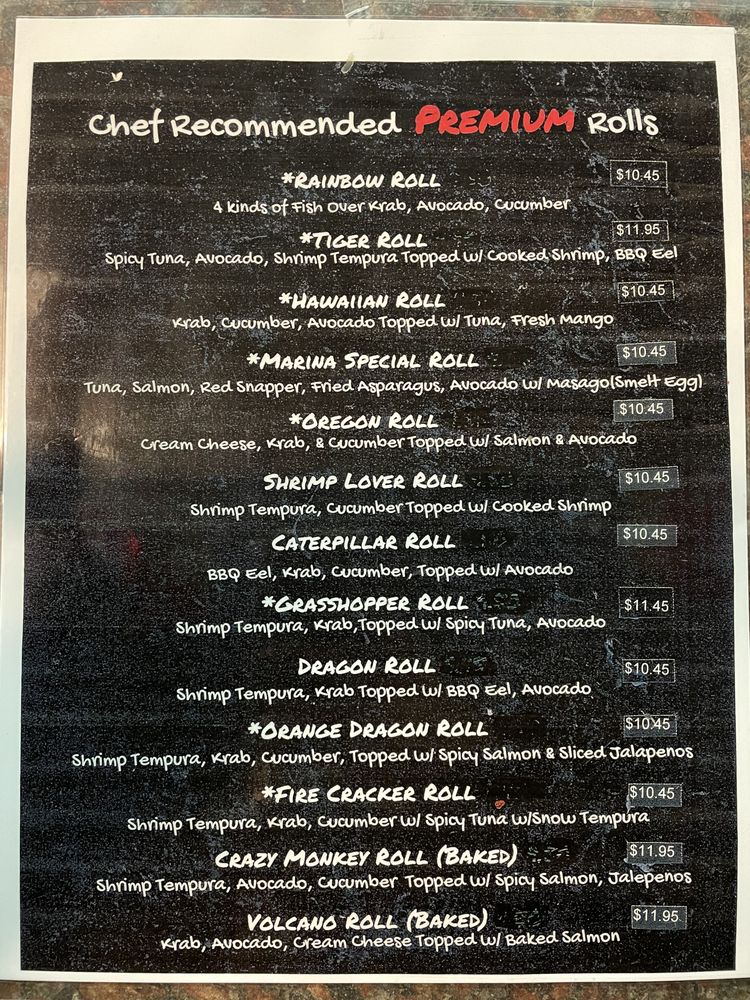 Chef Recommended PREMIUM Rolls
*RAINBOW ROLL $10.45
4 kinds of Fish Over Krab, Avocado, Cucumber
*TIGER ROLL $11.95
Spicy Tuna, Avocado, Shrimp Tempura Topped w/ Cooked Shrimp, BBQ Eel
*HAWAIIAN ROLL $10.45
Krab, Cucumber, Avocado Topped w/ Tuna, Fresh Mango
*MARINA SPECIAL ROLL $10.45
Tuna, Salmon, Red Snapper, Fried Asparagus, Avocado w/ Masago(Smelt Egg)
*OREGON ROLL $10.45
Cream Cheese, Krab, & Cucumber Topped w/ Salmon & Avocado
SHRIMP LOVER ROLL $10.45
Shrimp Tempura, Cucumber Topped w/ Cooked Shrimp
CATERPILLAR ROLL $10.45
BBQ Eel, Krab, Cucumber, Topped w/ Avocado
*GRASSHOPPER ROLL $11.45
Shrimp Tempura, Krab,Topped w/ Spicy Tuna, Avocado
DRAGON ROLL $10.45
Shrimp Tempura, Krab Topped w/ BBQ Eel, Avocado
*ORANGE DRAGON ROLL $10.45
Shrimp Tempura, Krab, Cucumber, Topped w/ Spicy Salmon & Sliced Jalapenos
*FIRE CRACKER ROLL $10.45
Shrimp Tempura, Krab, Cucumber w/ Spicy Tuna w/Snow Tempura
CRAZY MONKEY ROLL (BAKED) $11.95
Shrimp Tempura, Avocado, Cucumber Topped w/ Spicy Salmon, Jalepenos
VOLCANO ROLL (BAKED) $11.95
Krab, Avocado, Cream Cheese Topped w/ Baked Salmon